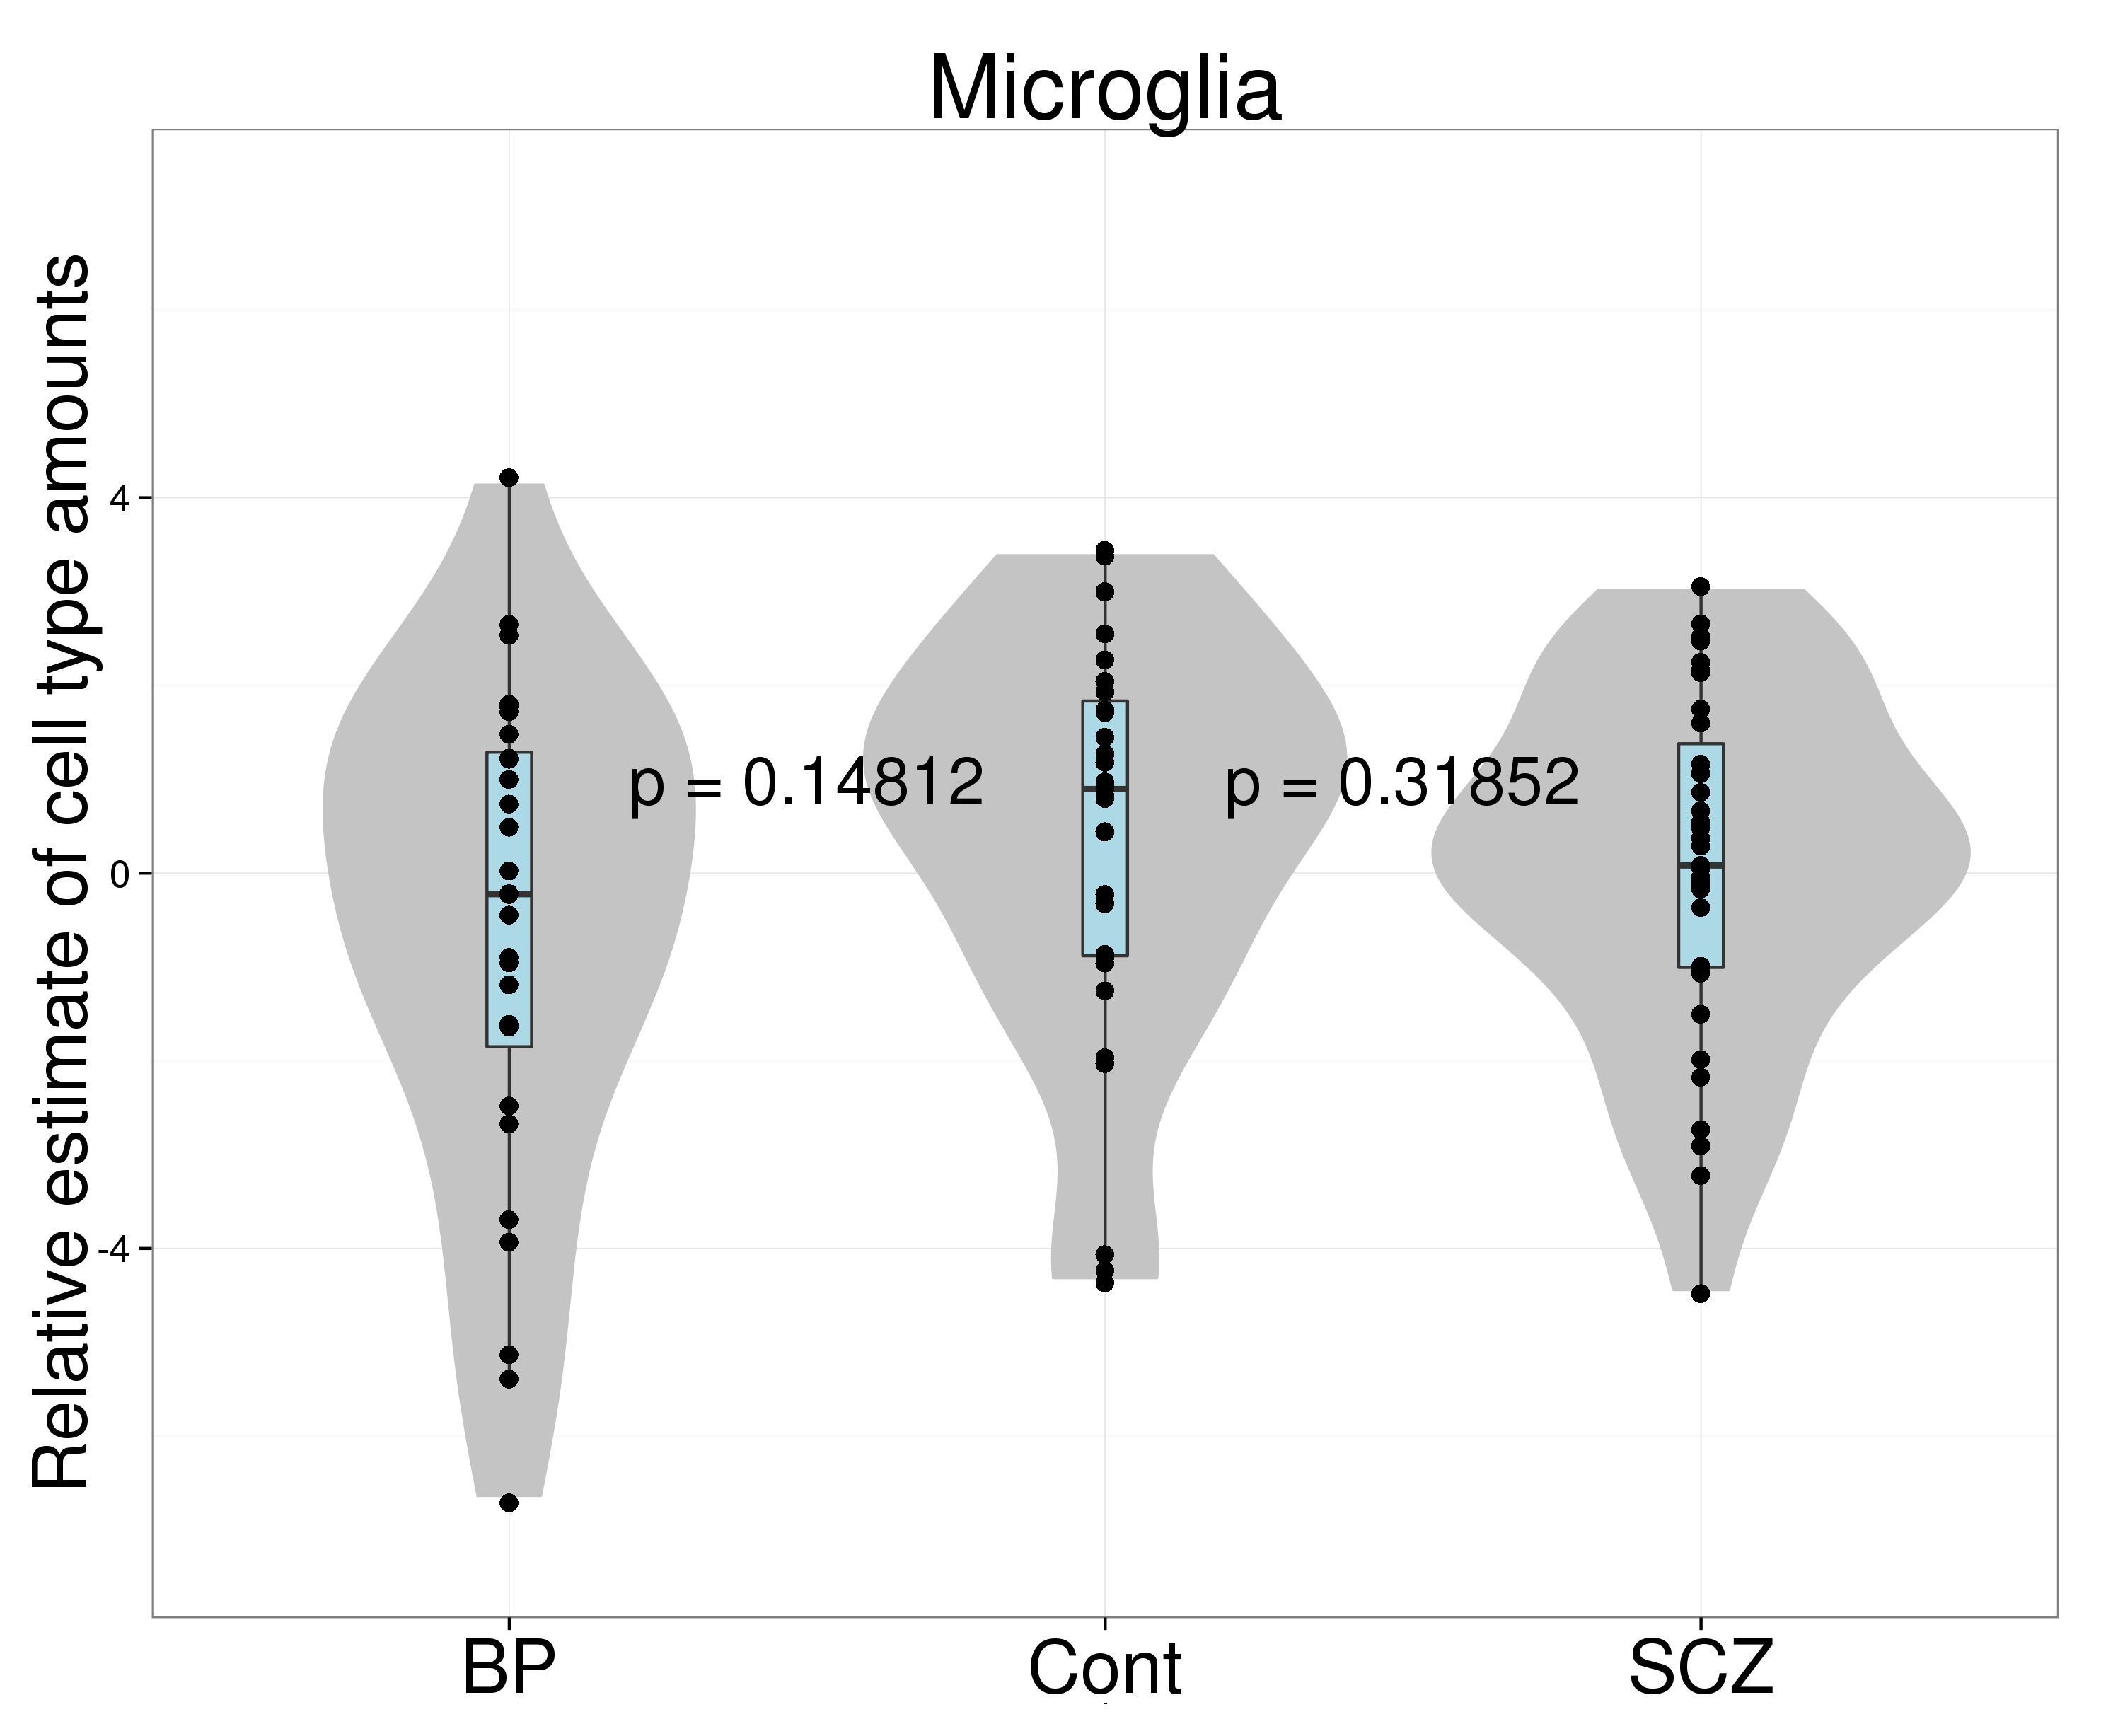 Microglia
Relative estimate of cell type amounts
4
0
-4
p = 0.14812
p = 0.31852
BP
Cont
SCZ